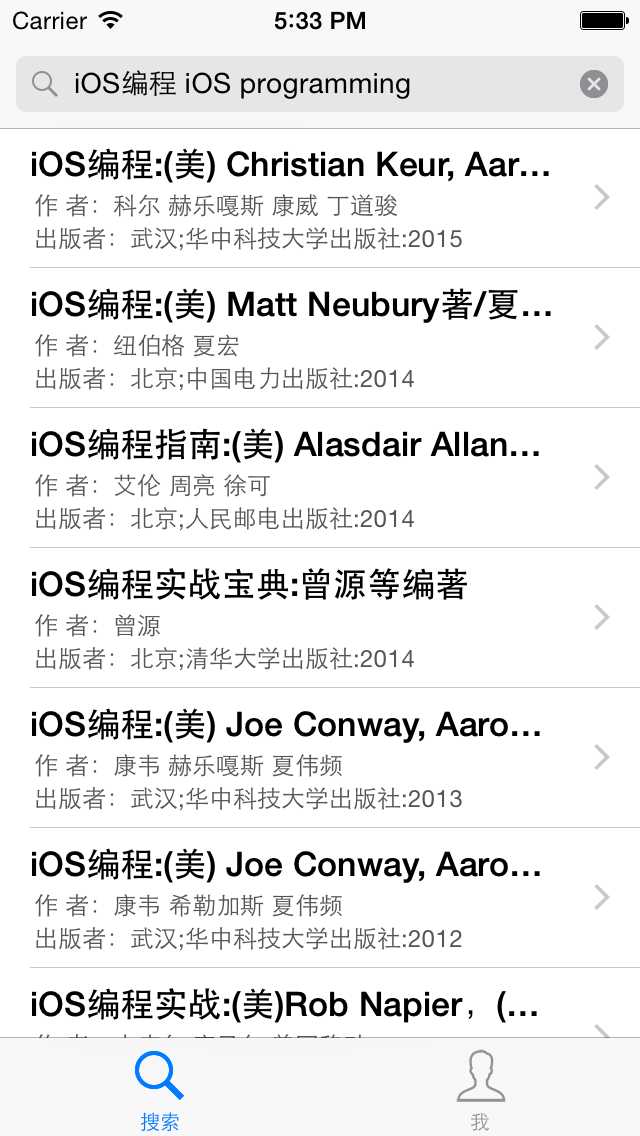 Carrier 5:33 PM
iOS编程 iOS programming
iOS编程:(美) Christian Keur, Aar...
作 者：科尔 赫乐嘎斯 康威 丁道骏
出版者：武汉;华中科技大学出版社:2015
iOS编程:(美) Matt Neubury著/夏...
作 者：纽伯格 夏宏
出版者：北京;中国电力出版社:2014
iOS编程指南:(美) Alasdair Allan...
作 者：艾伦 周亮 徐可
出版者：北京;人民邮电出版社:2014
iOS编程实战宝典:曾源等编著
作 者：曾源
出版者：北京;清华大学出版社:2014
iOS编程:(美) Joe Conway, Aaro...
作 者：康韦 赫乐嘎斯 夏伟频
出版者：武汉;华中科技大学出版社:2013
iOS编程:(美) Joe Conway, Aaro...
作 者：康韦 希勒加斯 夏伟频
出版者：武汉;华中科技大学出版社:2012
iOS编程实战:(美)Rob Napier，(...
搜索
我